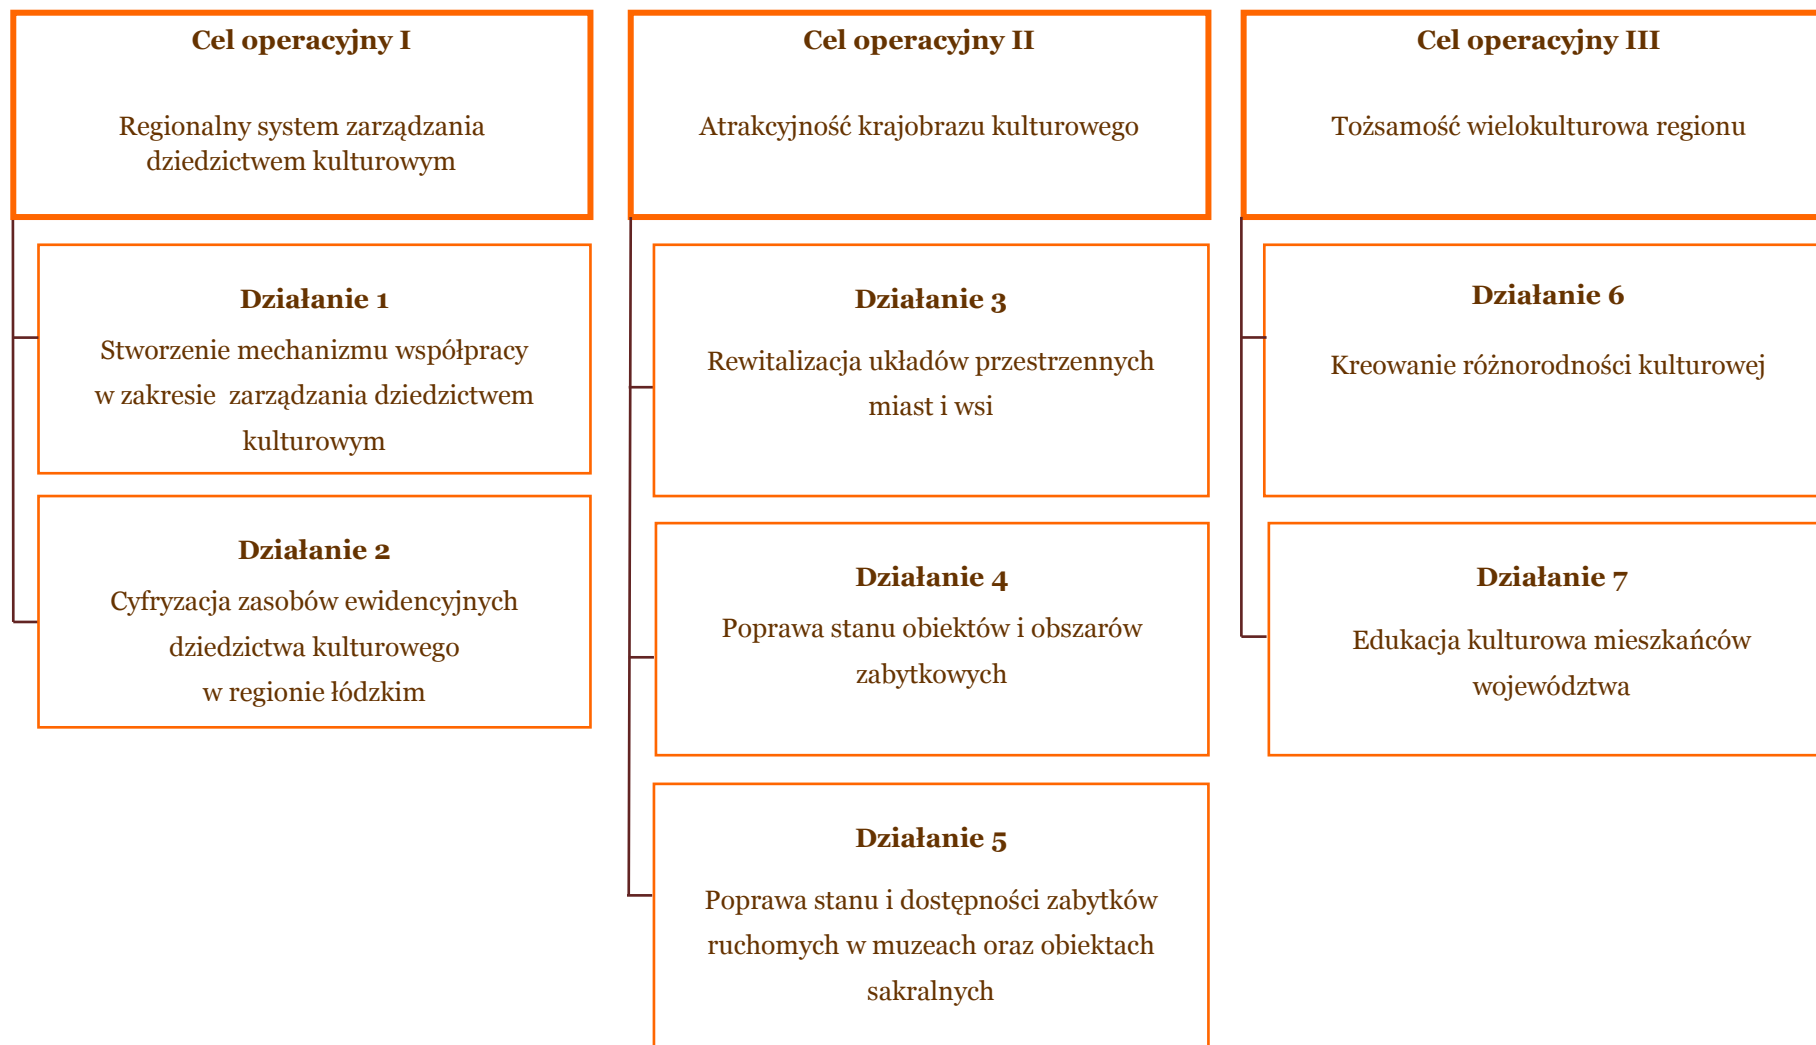 Cel operacyjny I
Regionalny system zarządzania
dziedzictwem kulturowym
Działanie 1
Stworzenie mechanizmu współpracy
w zakresie zarządzania dziedzictwem
kulturowym
Działanie 2
Cyfryzacja zasobów ewidencyjnych
dziedzictwa kulturowego
w regionie łódzkim
Cel operacyjny II
Atrakcyjność krajobrazu kulturowego
Działanie 3
Rewitalizacja układów przestrzennych
miast i wsi
Działanie 4
Poprawa stanu obiektów i obszarów
zabytkowych
Działanie 5
Poprawa stanu i dostępności zabytków
ruchomych w muzeach oraz obiektach
sakralnych
Cel operacyjny III
Tożsamość wielokulturowa regionu
Działanie 6
Kreowanie różnorodności kulturowej
Działanie 7
Edukacja kulturowa mieszkańców
województwa